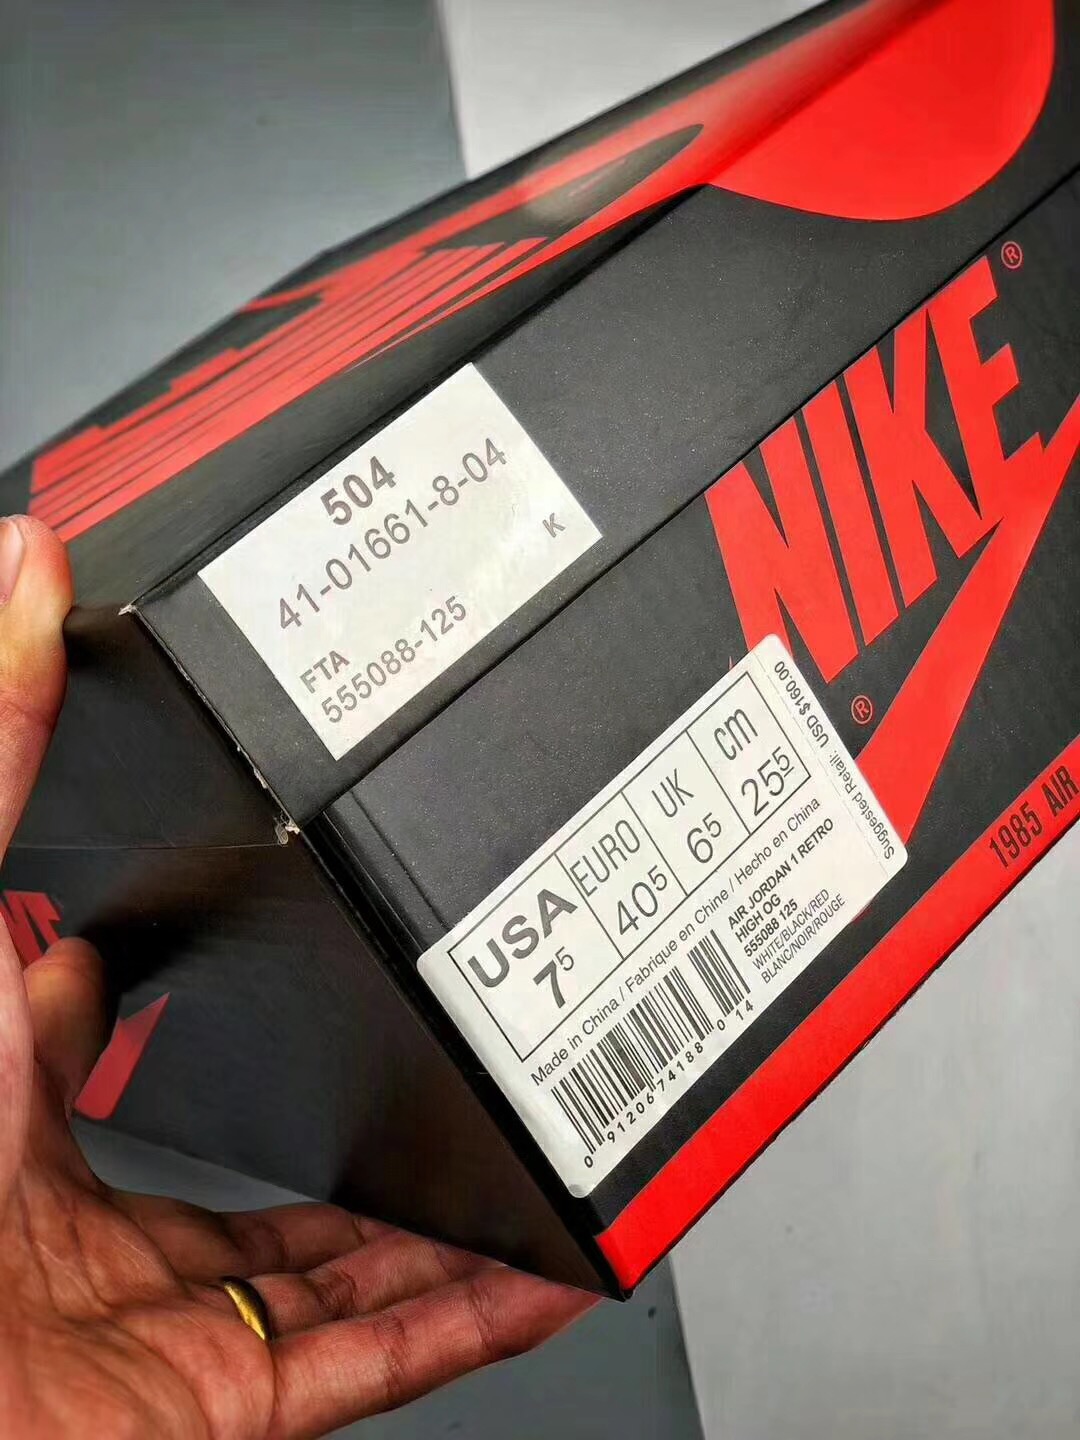 504
41-01661-8-04
K
FTA
555088-125
NIKE®
®
1985 AIR
USA EURO UK cm
7⁵ 40⁵ 6⁵ 25⁵
Suggested Retail: USD $160.00
Made in China / Fabriqué en Chine / Hecho en China
AIR JORDAN 1 RETRO
HIGH OG
555088 125
WHITE/BLACK/RED
BLANC/NOIR/ROUGE
0 91206 74188 0 14